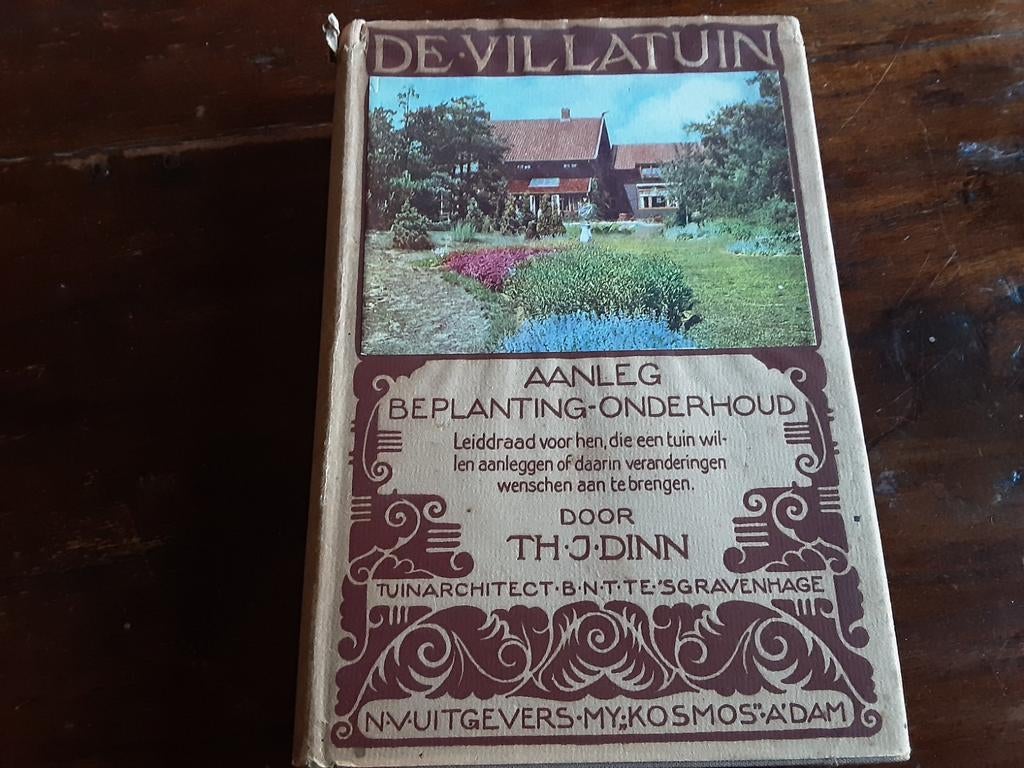 DE·VILLATUIN
AANLEG
BEPLANTING-ONDERHOUD
Leiddraad voor hen, die een tuin wil-
len aanleggen of daarin veranderingen
wenschen aan te brengen.
DOOR
TH·J·DINN
TUINARCHITECT·B·N·T·TE·'SGRAVENHAGE
N·V·UITGEVERS·MY„KOSMOS"·A'DAM